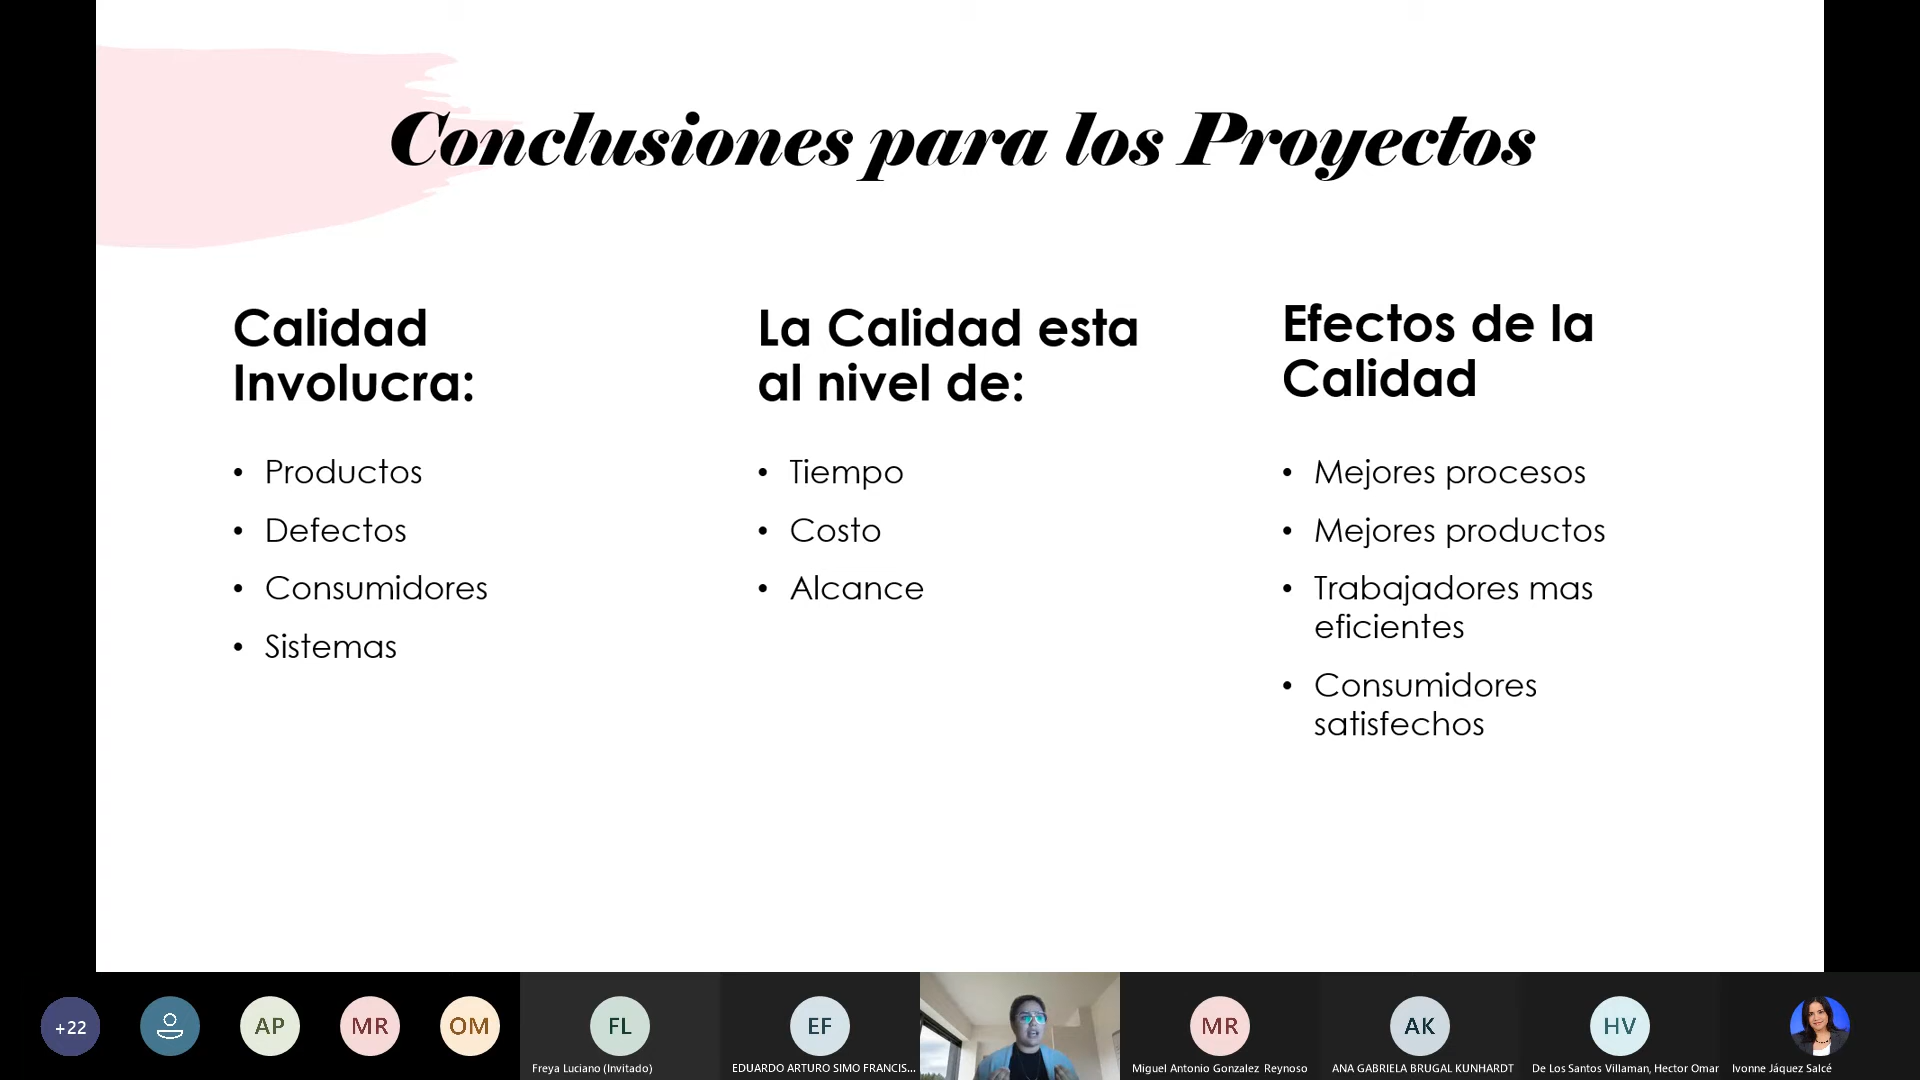 Conclusiones para los Proyectos
Calidad
Involucra:
• Productos
• Defectos
• Consumidores
• Sistemas
La Calidad esta
al nivel de:
• Tiempo
• Costo
• Alcance
Efectos de la
Calidad
• Mejores procesos
• Mejores productos
• Trabajadores mas
eficientes
• Consumidores
satisfechos
+22
AP
MR
OM
FL
Freya Luciano (Invitado)
EF
EDUARDO ARTURO SIMO FRANCIS...
MR
Miguel Antonio Gonzalez Reynoso
AK
ANA GABRIELA BRUGAL KUNHARDT
HV
De Los Santos Villaman, Hector Omar
Ivonne Jáquez Salcé